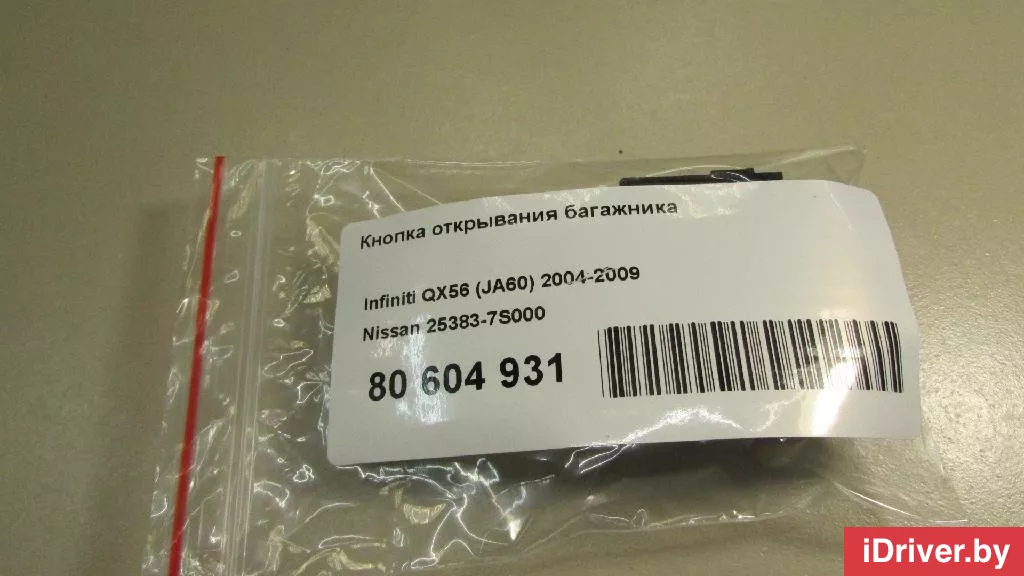 Кнопка открывания багажника
Infiniti QX56 (JA60) 2004-2009
Nissan 25383-7S000
80 604 931
iDriver.by